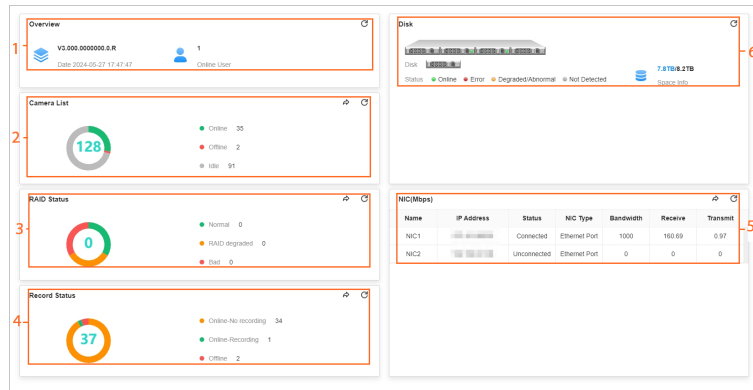 Overview
1
V3.000.0000000.0.R
Date 2024-05-27 17:47:47
1
Online User
Camera List
2
128
Online 35
Offline 2
Idle 91
RAID Status
3
0
Normal 0
RAID degraded 0
Bad 0
Record Status
4
37
Online-No recording 34
Online-Recording 1
Offline 2
Disk
6
Disk
Status Online Error Degraded/Abnormal Not Detected
7.8TB/8.2TB
Space Info
NIC(Mbps)
5
Name IP Address Status NIC Type Bandwidth Receive Transmit
NIC1 Connected Ethernet Port 1000 160.69 0.97
NIC2 Unconnected Ethernet Port 0 0 0